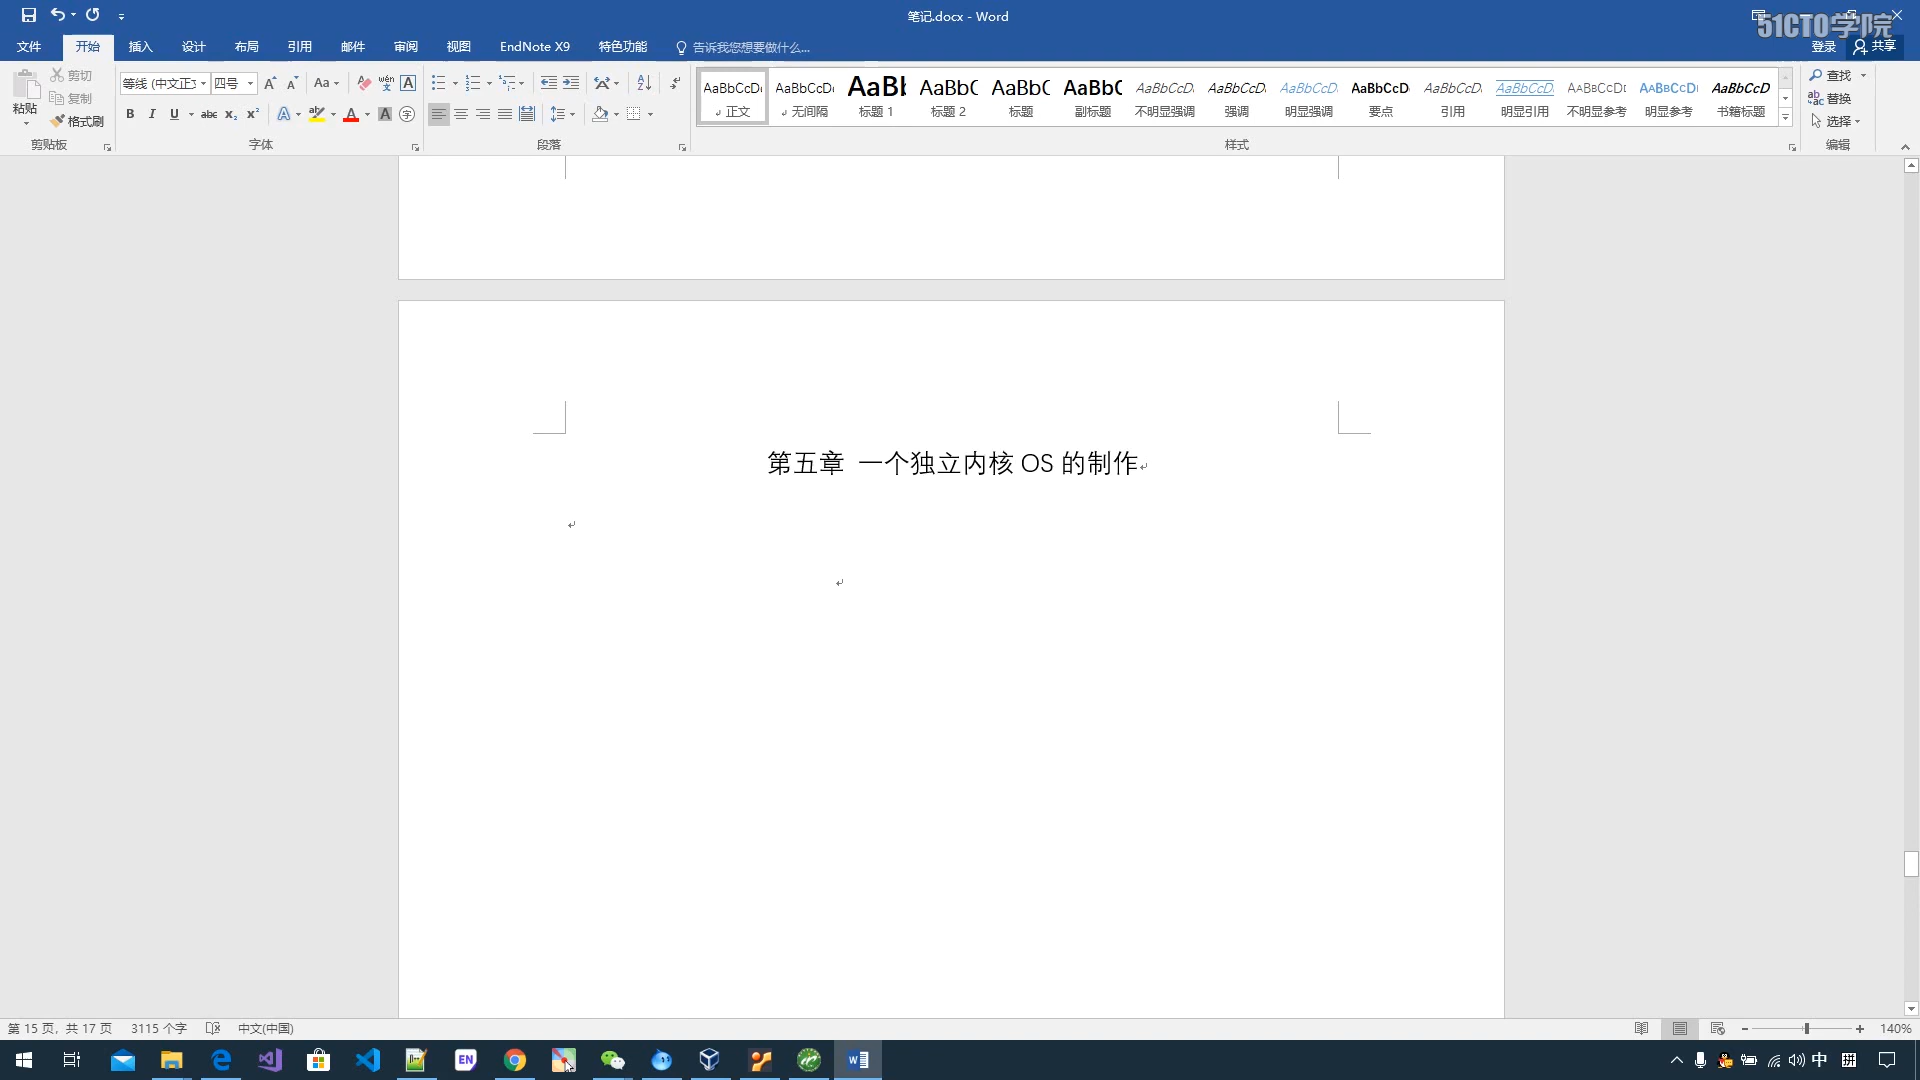 笔记.docx - Word
51CTO学院
文件 开始 插入 设计 布局 引用 邮件 审阅 视图 EndNote X9 特色功能 告诉我您想要做什么... 登录 共享
粘贴 剪切 复制 格式刷
等线 (中文正文 四号
AaBbCcDd AaBbCcDd AaBb AaBbC AaBbC AaBbC AaBbCcD AaBbCcD AaBbCcD AaBbCcD AaBbCcD AaBbCcD AaBbCcDd AaBbCcDd AaBbCcD
正文 无间隔 标题 1 标题 2 标题 副标题 不明显强调 强调 明显强调 要点 引用 明显引用 不明显参考 明显参考 书籍标题
查找
替换
选择
剪贴板 字体 段落 样式 编辑
第五章 一个独立内核 OS 的制作
第 15 页，共 17 页 3115 个字 中文(中国) 140%
EN 中 拼